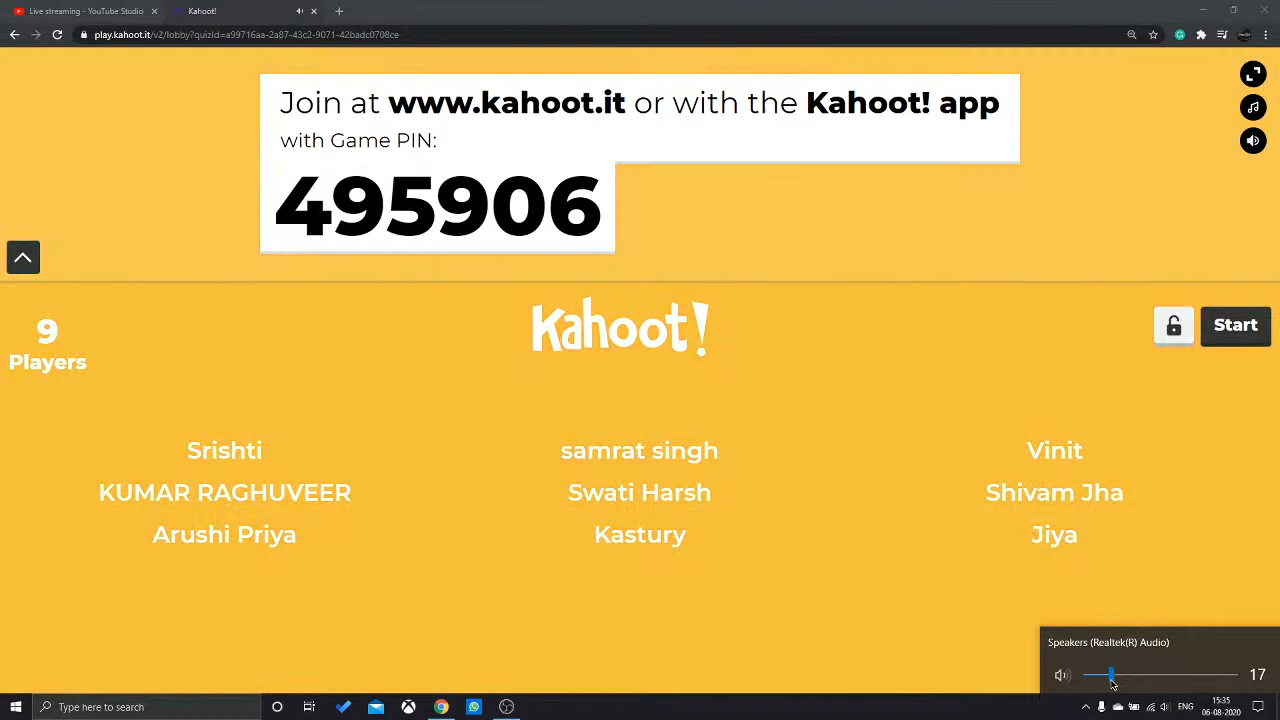 Live streaming - YouTube Studio
Kahoot!
play.kahoot.it/v2/lobby?quizId=a99716aa-2a87-43c2-9071-42badc0708ce
Join at www.kahoot.it or with the Kahoot! app
with Game PIN:
495906
9
Players
Kahoot!
Start
Srishti samrat singh Vinit
KUMAR RAGHUVEER Swati Harsh Shivam Jha
Arushi Priya Kastury Jiya
Speakers (Realtek(R) Audio)
17
Type here to search
ENG
15:35
06-08-2020